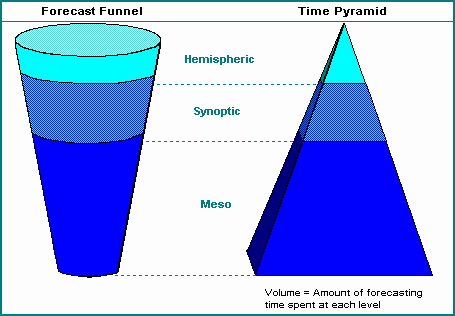 Forecast Funnel
Time Pyramid
Hemispheric
Synoptic
Meso
Volume = Amount of forecasting
time spent at each level